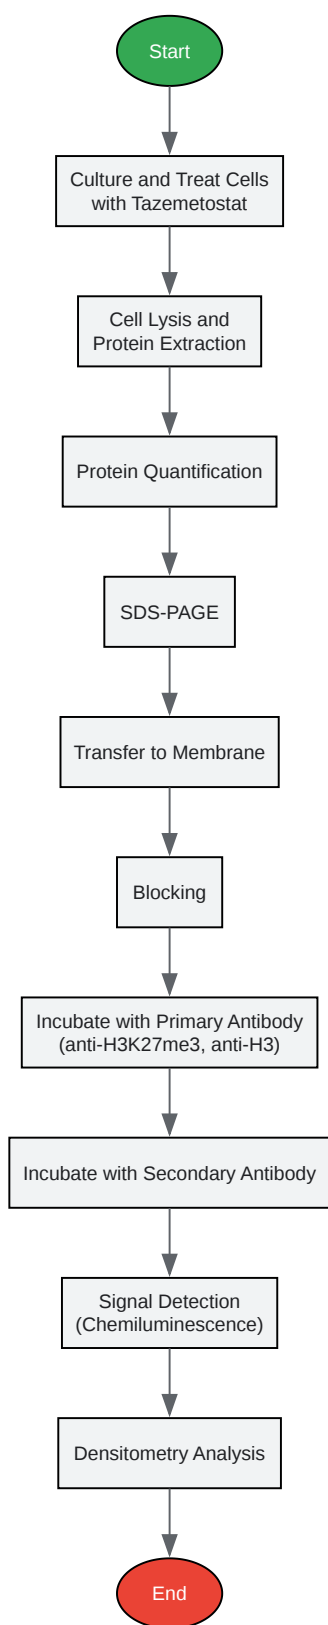 Start
Culture and Treat Cells
with Tazemetostat
Cell Lysis and
Protein Extraction
Protein Quantification
SDS-PAGE
Transfer to Membrane
Blocking
Incubate with Primary Antibody
(anti-H3K27me3, anti-H3)
Incubate with Secondary Antibody
Signal Detection
(Chemiluminescence)
Densitometry Analysis
End